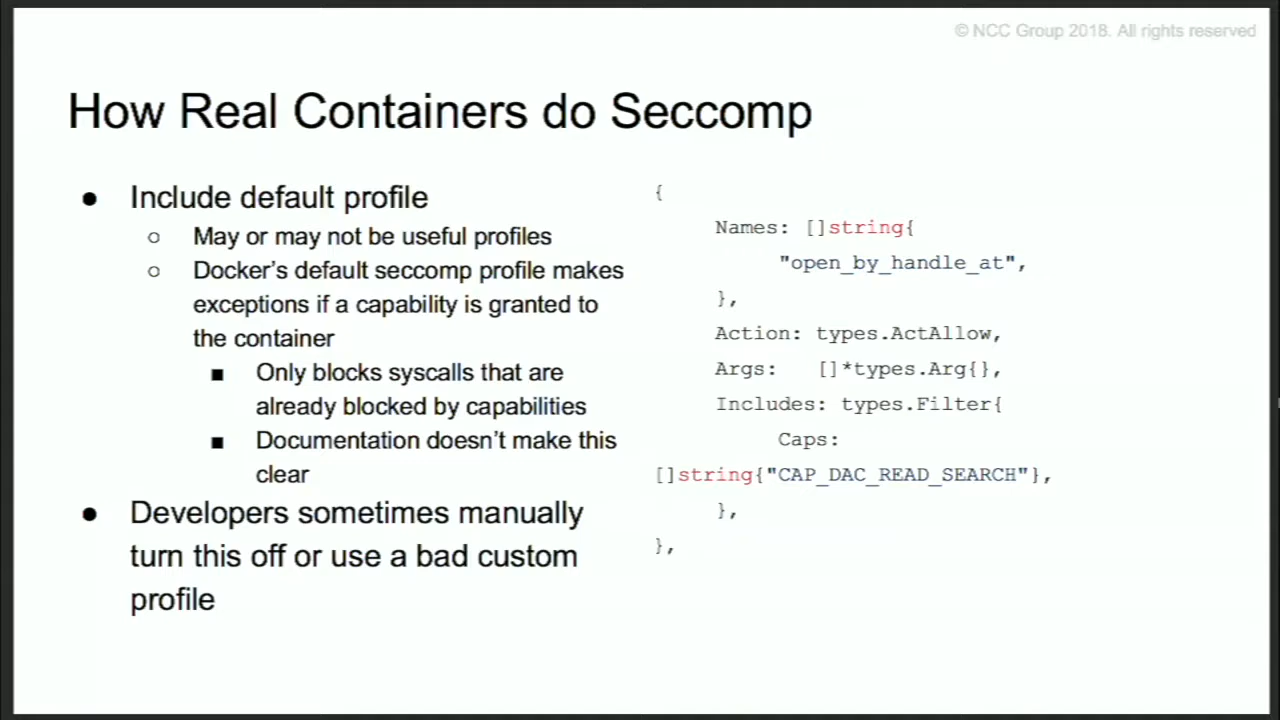 © NCC Group 2018. All rights reserved
How Real Containers do Seccomp
● Include default profile
○ May or may not be useful profiles
○ Docker's default seccomp profile makes
exceptions if a capability is granted to
the container
■ Only blocks syscalls that are
already blocked by capabilities
■ Documentation doesn't make this
clear
● Developers sometimes manually
turn this off or use a bad custom
profile
{
Names: []string{
"open_by_handle_at",
},
Action: types.ActAllow,
Args: []*types.Arg{},
Includes: types.Filter{
Caps:
[]string{"CAP_DAC_READ_SEARCH"},
},
},